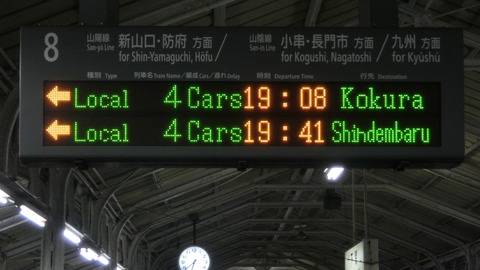 8 山陽線 San-yō Line 新山口・防府 方面 / 山陰線 San-in Line 小串・長門市 方面 / 九州 方面
for Shin-Yamaguchi, Hōfu for Kogushi, Nagatoshi for Kyūshū
種別 Type 列車名 Train Name / 編成 Cars / 遅れ Delay 時刻 Departure Time 行先 Destination
← Local 4 Cars 19:08 Kokura
← Local 4 Cars 19:41 Shindembaru